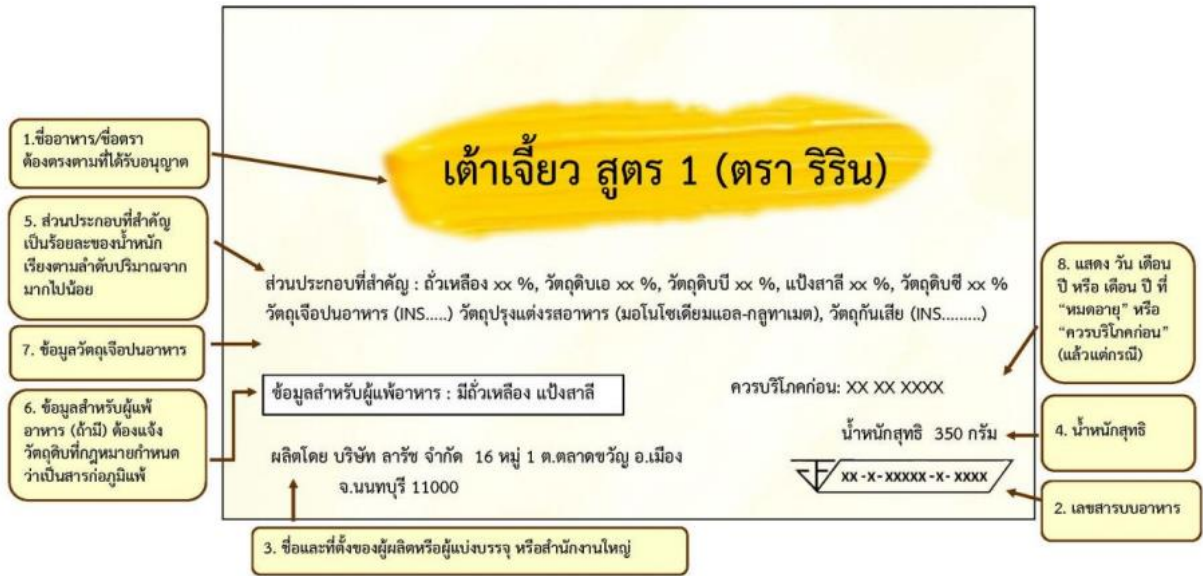 1.ชื่ออาหาร/ชื่อตรา
ต้องตรงตามที่ได้รับอนุญาต
5. ส่วนประกอบที่สำคัญ
เป็นร้อยละของน้ำหนัก
เรียงตามลำดับปริมาณจาก
มากไปน้อย
7. ข้อมูลวัตถุเจือปนอาหาร
6. ข้อมูลสำหรับผู้แพ้
อาหาร (ถ้ามี) ต้องแจ้ง
วัตถุดิบที่กฎหมายกำหนด
ว่าเป็นสารก่อภูมิแพ้
เต้าเจี้ยว สูตร 1 (ตรา ริริน)
ส่วนประกอบที่สำคัญ : ถั่วเหลือง xx %, วัตถุดิบเอ xx %, วัตถุดิบบี xx %, แป้งสาลี xx %, วัตถุดิบซี xx %
วัตถุเจือปนอาหาร (INS.....) วัตถุปรุงแต่งรสอาหาร (มอโนโซเดียมแอล-กลูทาเมต), วัตถุกันเสีย (INS.........)
ข้อมูลสำหรับผู้แพ้อาหาร : มีถั่วเหลือง แป้งสาลี
ควรบริโภคก่อน: XX XX XXXX
น้ำหนักสุทธิ 350 กรัม
ผลิตโดย บริษัท ลารัช จำกัด 16 หมู่ 1 ต.ตลาดขวัญ อ.เมือง
จ.นนทบุรี 11000
xx -x- xxxxx -x- xxxx
8. แสดง วัน เดือน
ปี หรือ เดือน ปี ที่
"หมดอายุ" หรือ
"ควรบริโภคก่อน"
(แล้วแต่กรณี)
4. น้ำหนักสุทธิ
2. เลขสารบบอาหาร
3. ชื่อและที่ตั้งของผู้ผลิตหรือผู้แบ่งบรรจุ หรือสำนักงานใหญ่